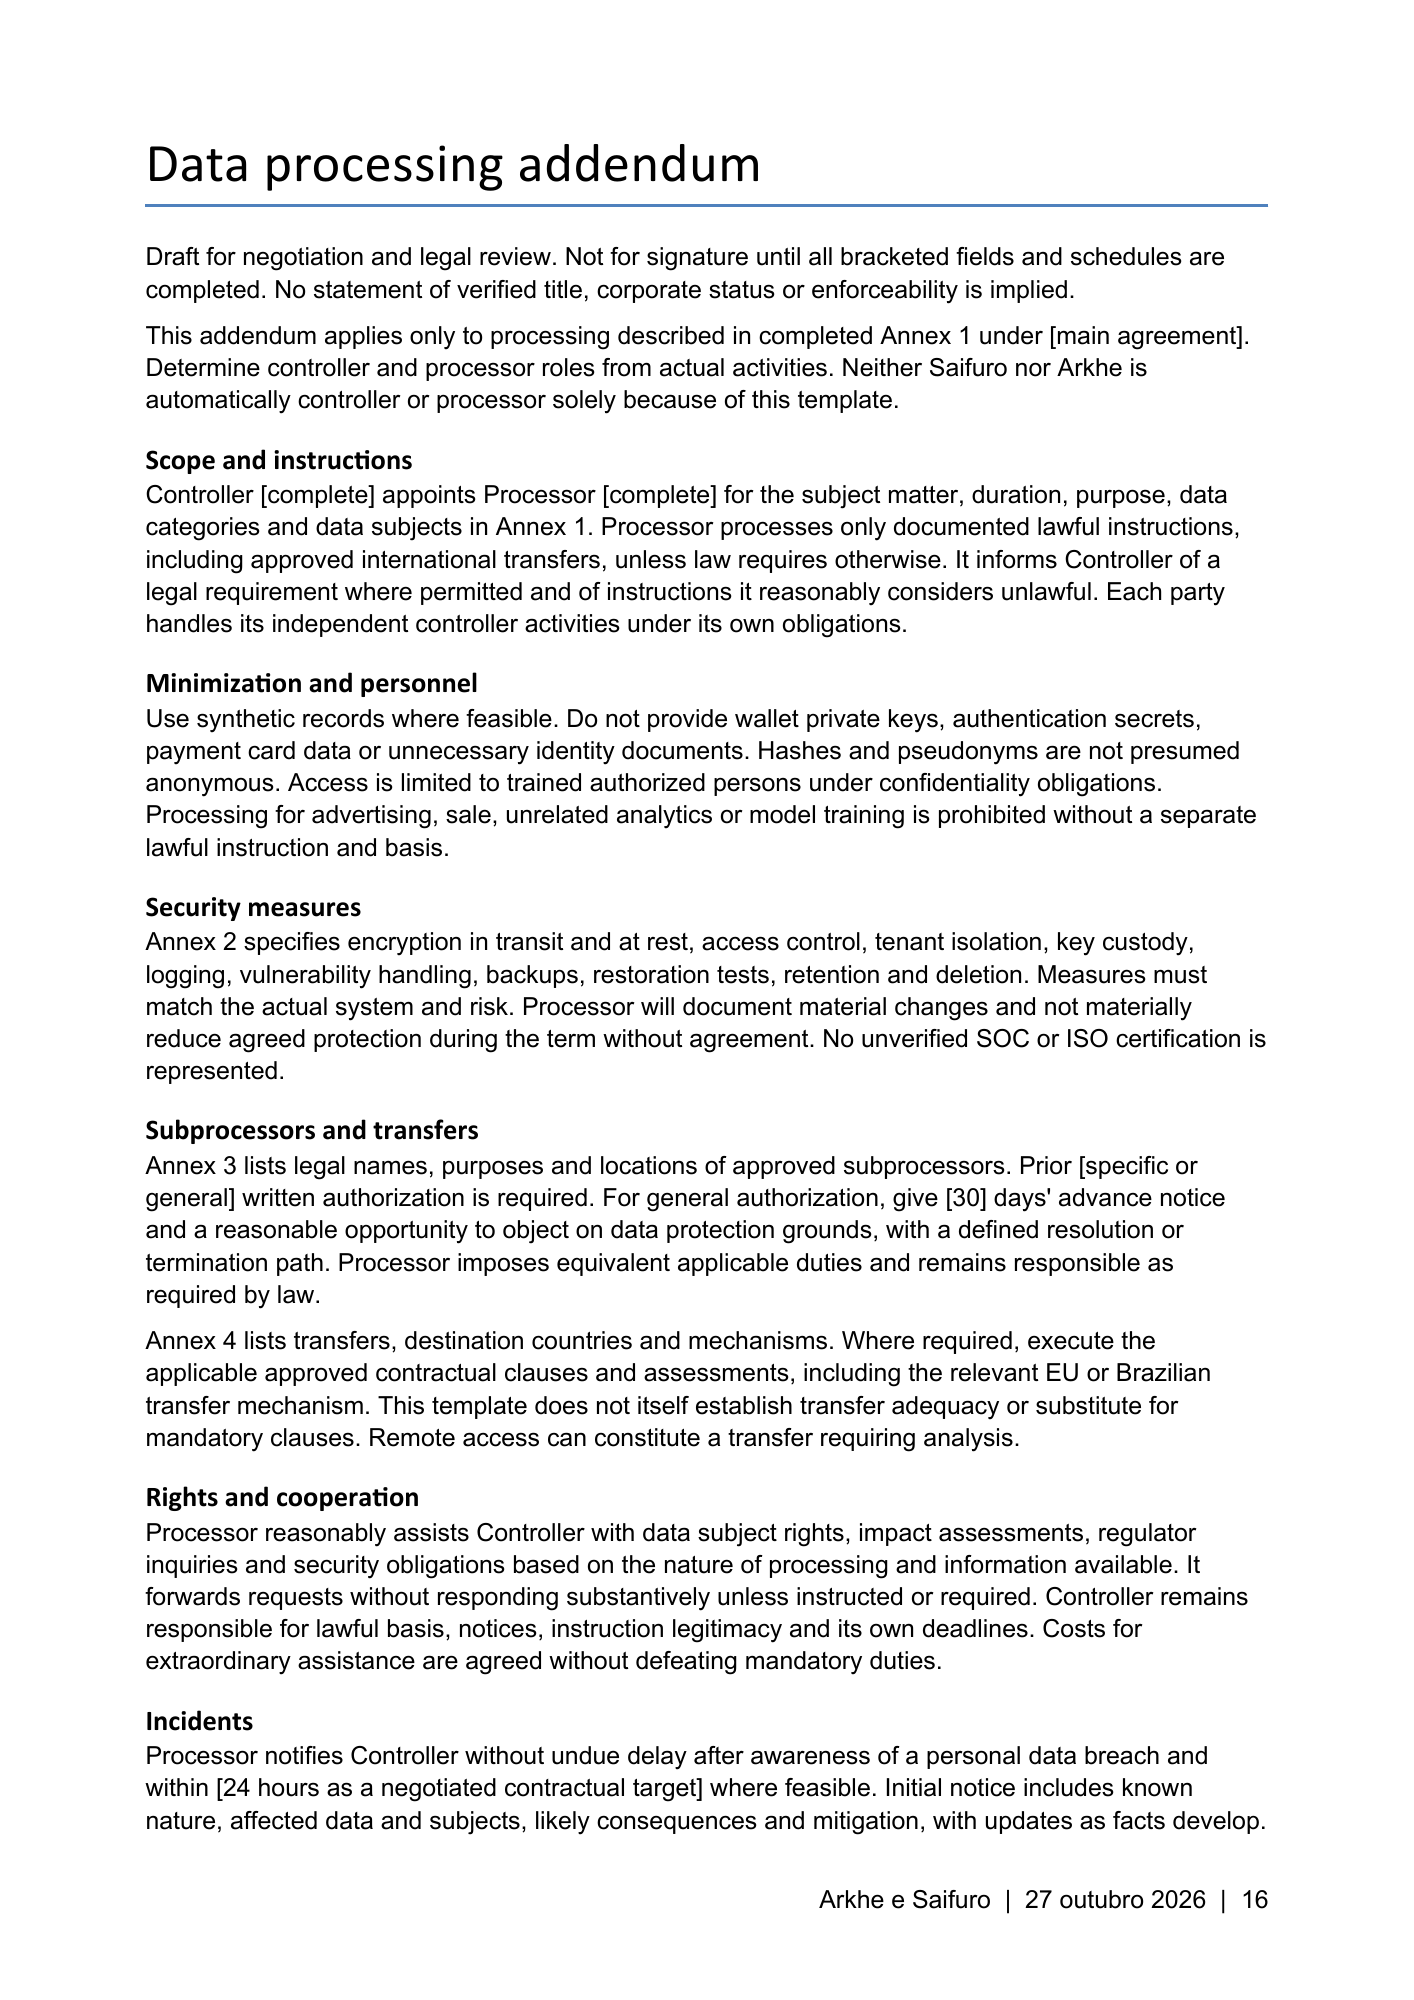 Data processing addendum
Draft for negotiation and legal review. Not for signature until all bracketed fields and schedules are
completed. No statement of verified title, corporate status or enforceability is implied.
This addendum applies only to processing described in completed Annex 1 under [main agreement].
Determine controller and processor roles from actual activities. Neither Saifuro nor Arkhe is
automatically controller or processor solely because of this template.
Scope and instructions
Controller [complete] appoints Processor [complete] for the subject matter, duration, purpose, data
categories and data subjects in Annex 1. Processor processes only documented lawful instructions,
including approved international transfers, unless law requires otherwise. It informs Controller of a
legal requirement where permitted and of instructions it reasonably considers unlawful. Each party
handles its independent controller activities under its own obligations.
Minimization and personnel
Use synthetic records where feasible. Do not provide wallet private keys, authentication secrets,
payment card data or unnecessary identity documents. Hashes and pseudonyms are not presumed
anonymous. Access is limited to trained authorized persons under confidentiality obligations.
Processing for advertising, sale, unrelated analytics or model training is prohibited without a separate
lawful instruction and basis.
Security measures
Annex 2 specifies encryption in transit and at rest, access control, tenant isolation, key custody,
logging, vulnerability handling, backups, restoration tests, retention and deletion. Measures must
match the actual system and risk. Processor will document material changes and not materially
reduce agreed protection during the term without agreement. No unverified SOC or ISO certification is
represented.
Subprocessors and transfers
Annex 3 lists legal names, purposes and locations of approved subprocessors. Prior [specific or
general] written authorization is required. For general authorization, give [30] days' advance notice
and a reasonable opportunity to object on data protection grounds, with a defined resolution or
termination path. Processor imposes equivalent applicable duties and remains responsible as
required by law.
Annex 4 lists transfers, destination countries and mechanisms. Where required, execute the
applicable approved contractual clauses and assessments, including the relevant EU or Brazilian
transfer mechanism. This template does not itself establish transfer adequacy or substitute for
mandatory clauses. Remote access can constitute a transfer requiring analysis.
Rights and cooperation
Processor reasonably assists Controller with data subject rights, impact assessments, regulator
inquiries and security obligations based on the nature of processing and information available. It
forwards requests without responding substantively unless instructed or required. Controller remains
responsible for lawful basis, notices, instruction legitimacy and its own deadlines. Costs for
extraordinary assistance are agreed without defeating mandatory duties.
Incidents
Processor notifies Controller without undue delay after awareness of a personal data breach and
within [24 hours as a negotiated contractual target] where feasible. Initial notice includes known
nature, affected data and subjects, likely consequences and mitigation, with updates as facts develop.
Arkhe e Saifuro | 27 outubro 2026 | 16